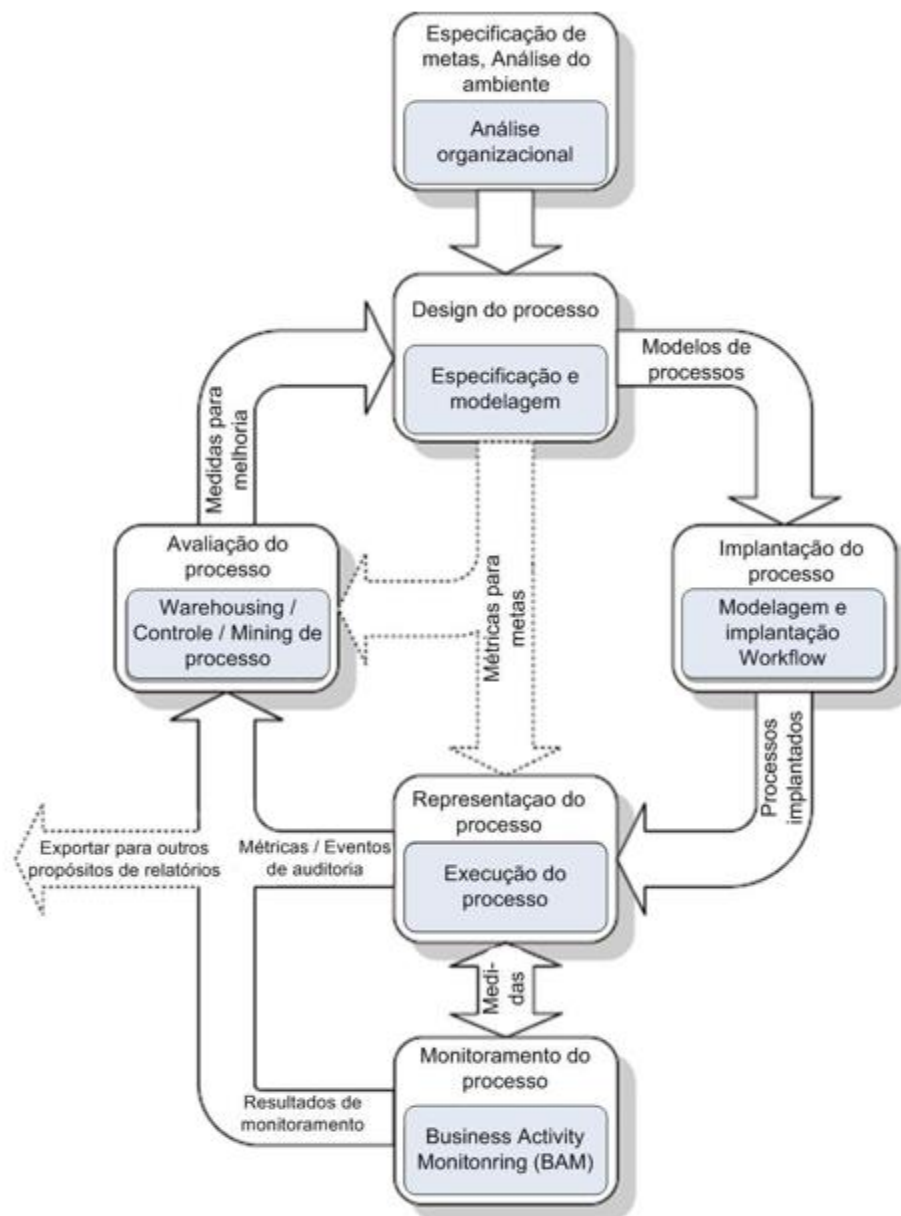 Especificação de
metas, Análise do
ambiente
Análise
organizacional
Design do processo
Especificação e
modelagem
Modelos de
processos
Medidas para
melhoria
Avaliação do
processo
Warehousing /
Controle / Mining de
processo
Métricas para
metas
Implantação do
processo
Modelagem e
implantação
Workflow
Processos
implantados
Representaçao do
processo
Execução do
processo
Métricas / Eventos
de auditoria
Exportar para outros
propósitos de relatórios
Medi-
das
Monitoramento do
processo
Business Activity
Monitonring (BAM)
Resultados de
monitoramento